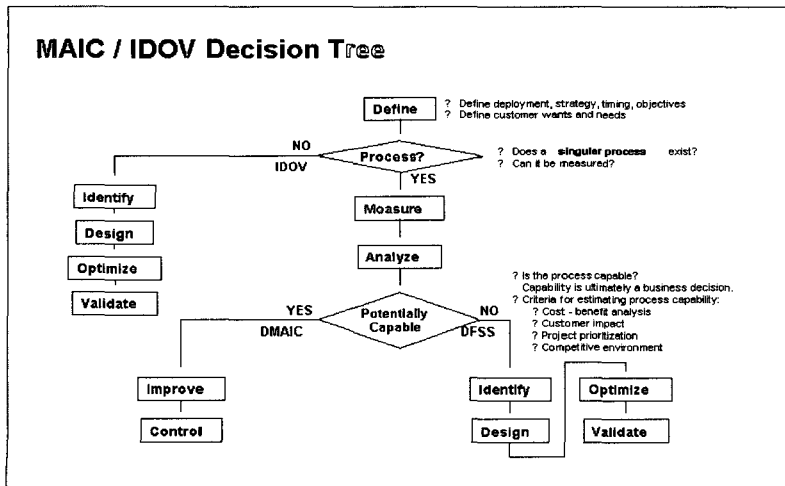 MAIC / IDOV Decision Tree
Define
? Define deployment, strategy, timing, objectives
? Define customer wants and needs
NO
IDOV
Process?
YES
? Does a singular process exist?
? Can it be measured?
Identify
Design
Optimize
Validate
Moasure
Analyze
? Is the process capable?
Capability is ultimately a business decision.
? Criteria for estimating process capability:
? Cost - benefit analysis
? Customer impact
? Project prioritization
? Competitive environment
YES
DMAIC
Potentially
Capable
NO
DFSS
Improve
Control
Identify
Design
Optimize
Validate